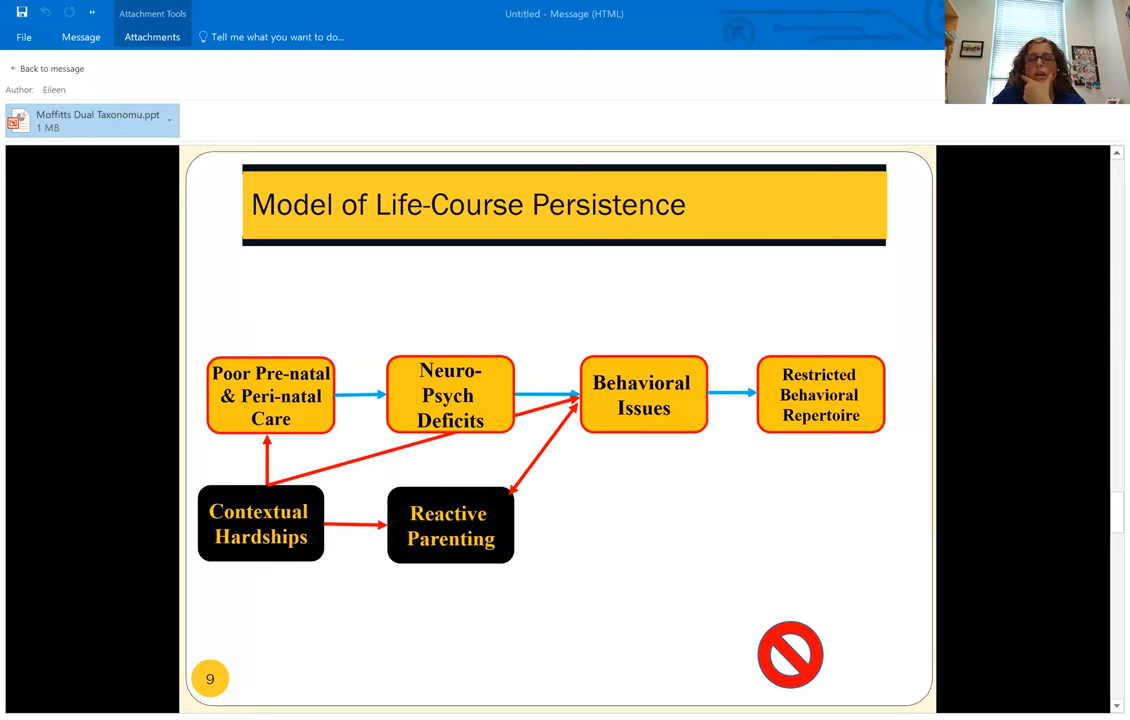 Attachment Tools
Untitled - Message (HTML)
File Message Attachments Tell me what you want to do...
Back to message
Author: Eileen
Moffitts Dual Taxonomu.ppt
1 MB
Model of Life-Course Persistence
Poor Pre-natal
& Peri-natal
Care
Neuro-
Psych
Deficits
Behavioral
Issues
Restricted
Behavioral
Repertoire
Contextual
Hardships
Reactive
Parenting
9